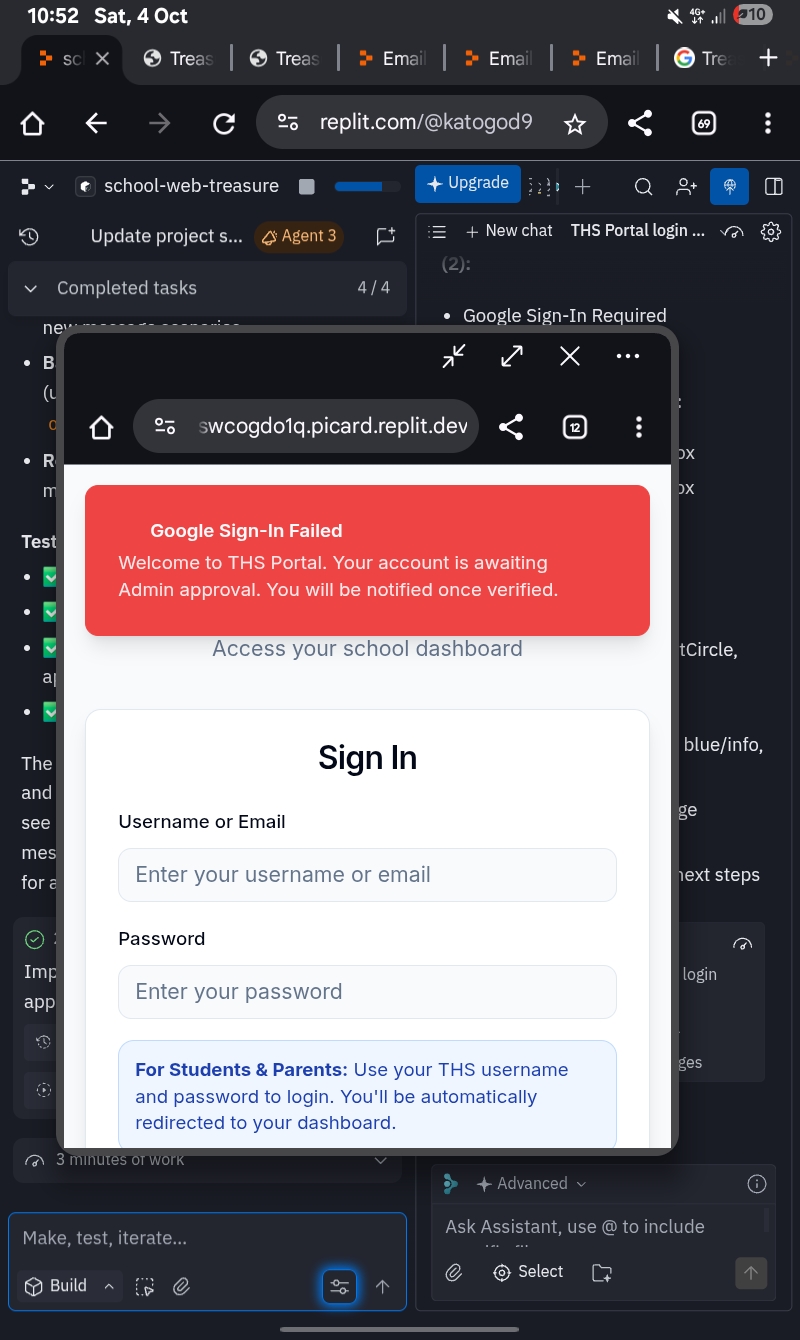 10:52 Sat, 4 Oct
4G+
10
sc
Treas
Treas
Email
Email
Email
Trea
replit.com/@katogod9
69
school-web-treasure
Upgrade
Update project s...
Agent 3
New chat
THS Portal login ...
(2):
Completed tasks
4 / 4
Google Sign-In Required
new message scenarios
swcogdo1q.picard.replit.dev
12
Google Sign-In Failed
Welcome to THS Portal. Your account is awaiting
Admin approval. You will be notified once verified.
Access your school dashboard
Sign In
Username or Email
Enter your username or email
Password
Enter your password
For Students & Parents: Use your THS username
and password to login. You'll be automatically
redirected to your dashboard.
Test
The
and
see
mes
for a
Imp
app
ox
ox
tCircle,
blue/info,
ge
next steps
login
ges
3 minutes of work
Advanced
Make, test, iterate...
Ask Assistant, use @ to include
Build
Select